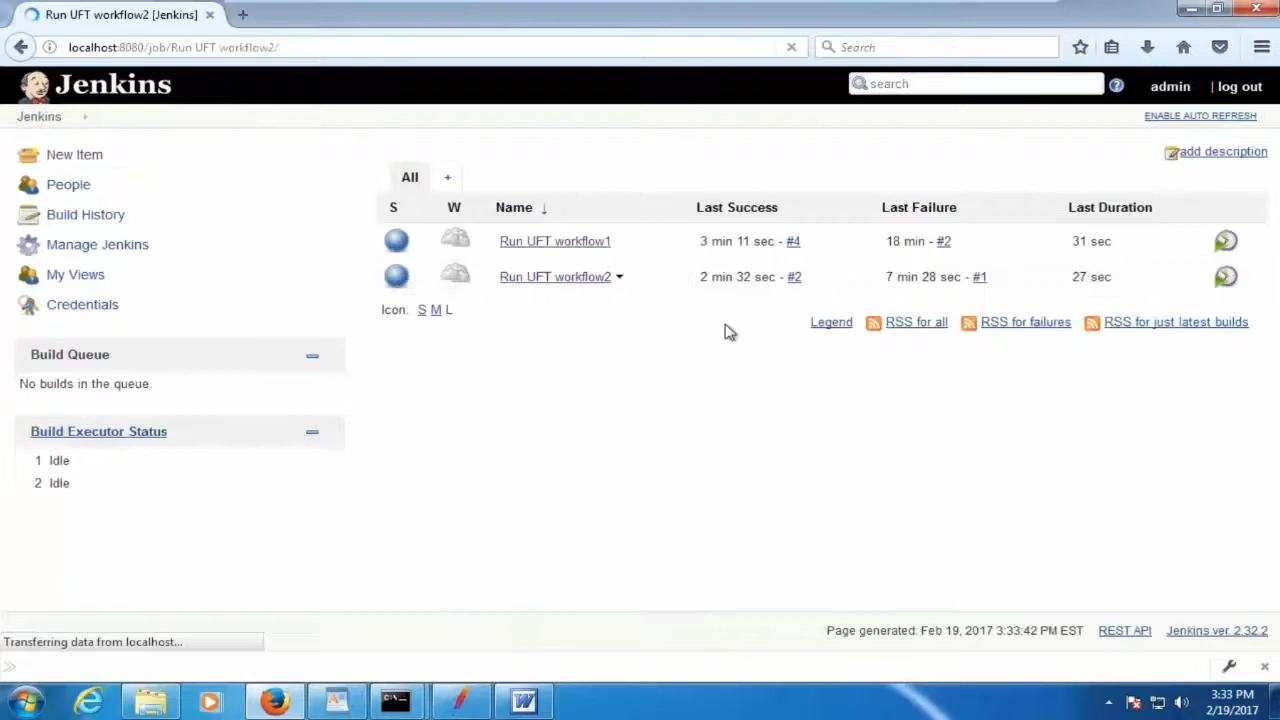 Run UFT workflow2 [Jenkins]
localhost:8080/job/Run UFT workflow2/
Search
Jenkins
search
admin
| log out
Jenkins
ENABLE AUTO REFRESH
New Item
People
Build History
Manage Jenkins
My Views
Credentials
Build Queue
No builds in the queue.
Build Executor Status
1 Idle
2 Idle
add description
All +
S W Name ↓ Last Success Last Failure Last Duration
Run UFT workflow1 3 min 11 sec - #4 18 min - #2 31 sec
Run UFT workflow2 2 min 32 sec - #2 7 min 28 sec - #1 27 sec
Icon: S M L
Legend RSS for all RSS for failures RSS for just latest builds
Page generated: Feb 19, 2017 3:33:42 PM EST REST API Jenkins ver. 2.32.2
Transferring data from localhost...
3:33 PM
2/19/2017